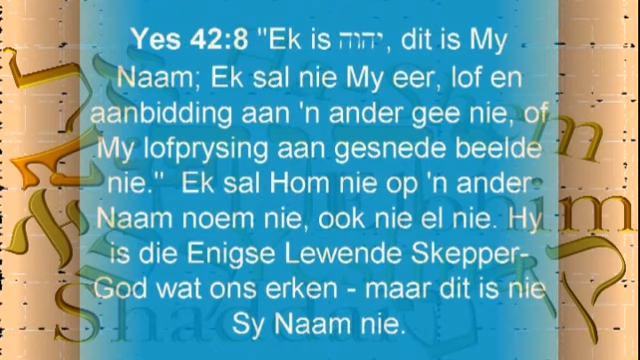 Yes 42:8 "Ek is יהוה, dit is My
Naam; Ek sal nie My eer, lof en
aanbidding aan 'n ander gee nie, of
My lofprysing aan gesnede beelde
nie."  Ek sal Hom nie op 'n ander
Naam noem nie, ook nie el nie. Hy
is die Enigse Lewende Skepper-
God wat ons erken - maar dit is nie
Sy Naam nie.
Shaddai